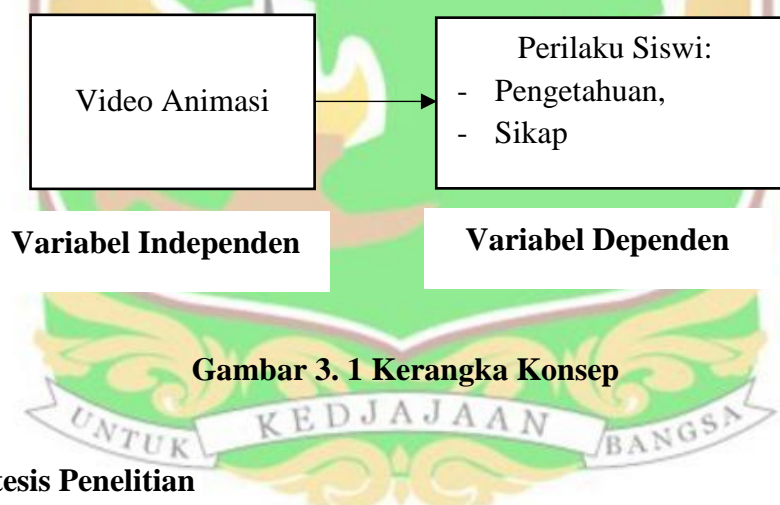 Video Animasi
Perilaku Siswi:
- Pengetahuan,
- Sikap
Variabel Independen
Variabel Dependen
Gambar 3. 1 Kerangka Konsep
UNTUK KEDJAJAAN BANGSA
tesis Penelitian